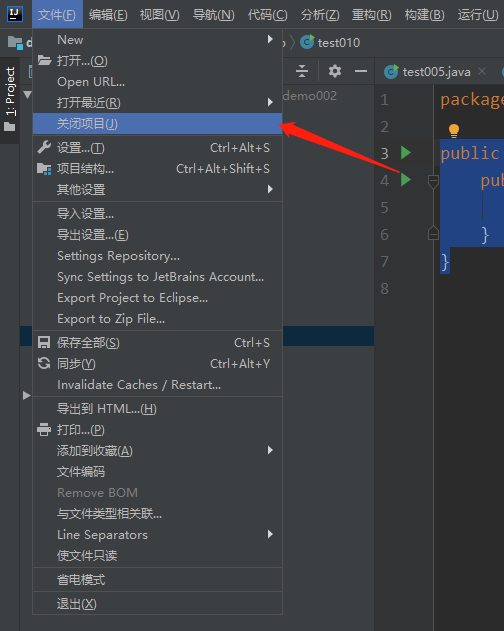 IJ 文件(F) 编辑(E) 视图(V) 导航(N) 代码(C) 分析(Z) 重构(R) 构建(B) 运行(U)
d
test010
1: Project
demo002
test005.java
New
打开...(O)
Open URL...
打开最近(R)
关闭项目(J)
设置...(T) Ctrl+Alt+S
项目结构... Ctrl+Alt+Shift+S
其他设置
导入设置...
导出设置...(E)
Settings Repository...
Sync Settings to JetBrains Account...
Export Project to Eclipse...
Export to Zip File...
保存全部(S) Ctrl+S
同步(Y) Ctrl+Alt+Y
Invalidate Caches / Restart...
导出到 HTML...(H)
打印...(P)
添加到收藏(A)
文件编码
Remove BOM
与文件类型相关联...
Line Separators
使文件只读
省电模式
退出(X)
1 package
2
3 public
4 pu
5
6 }
7 }
8